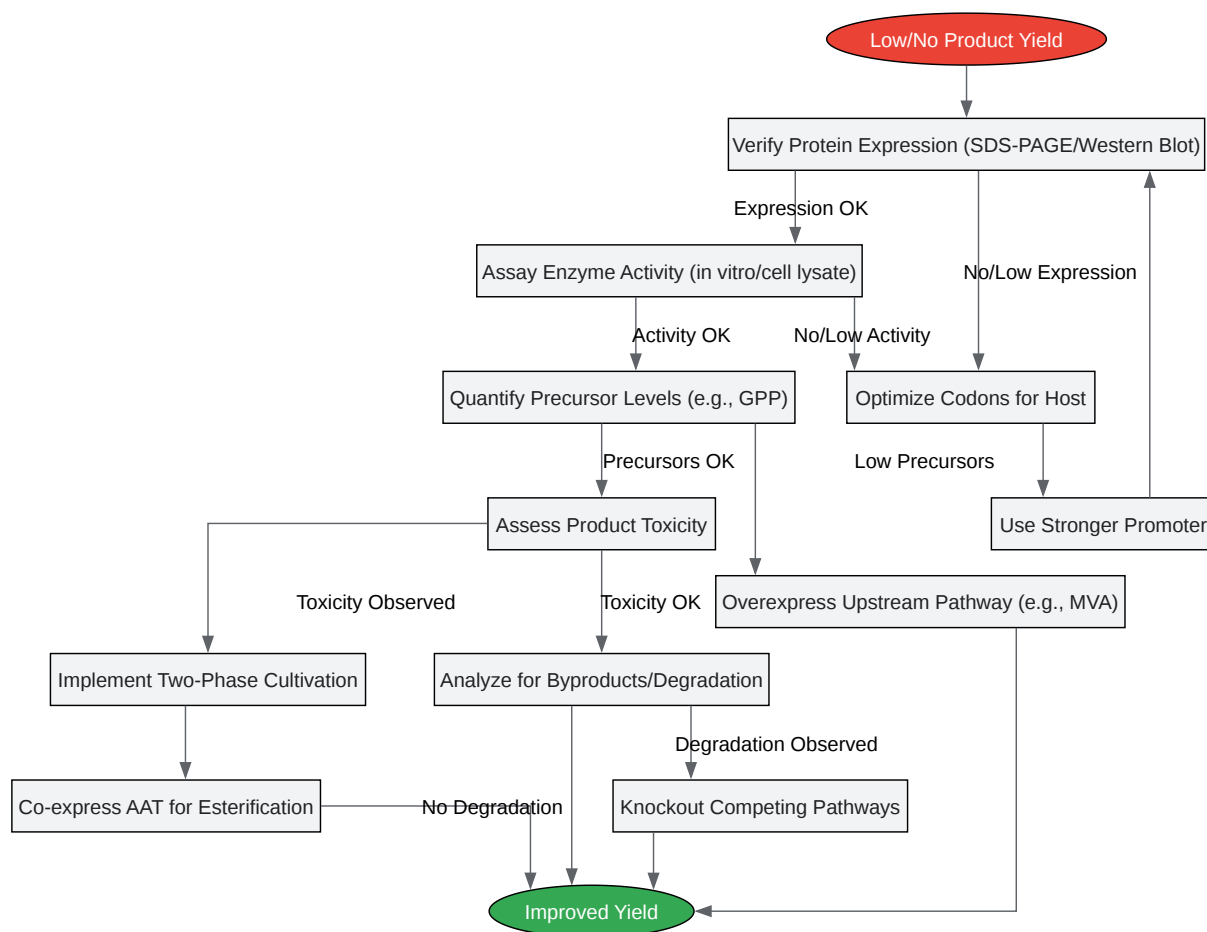 Low/No Product Yield
Verify Protein Expression (SDS-PAGE/Western Blot)
Expression OK
Assay Enzyme Activity (in vitro/cell lysate)
No/Low Expression
Activity OK
No/Low Activity
Quantify Precursor Levels (e.g., GPP)
Optimize Codons for Host
Precursors OK
Low Precursors
Assess Product Toxicity
Use Stronger Promoter
Toxicity Observed
Toxicity OK
Overexpress Upstream Pathway (e.g., MVA)
Implement Two-Phase Cultivation
Analyze for Byproducts/Degradation
Degradation Observed
Co-express AAT for Esterification
No Degradation
Knockout Competing Pathways
Improved Yield